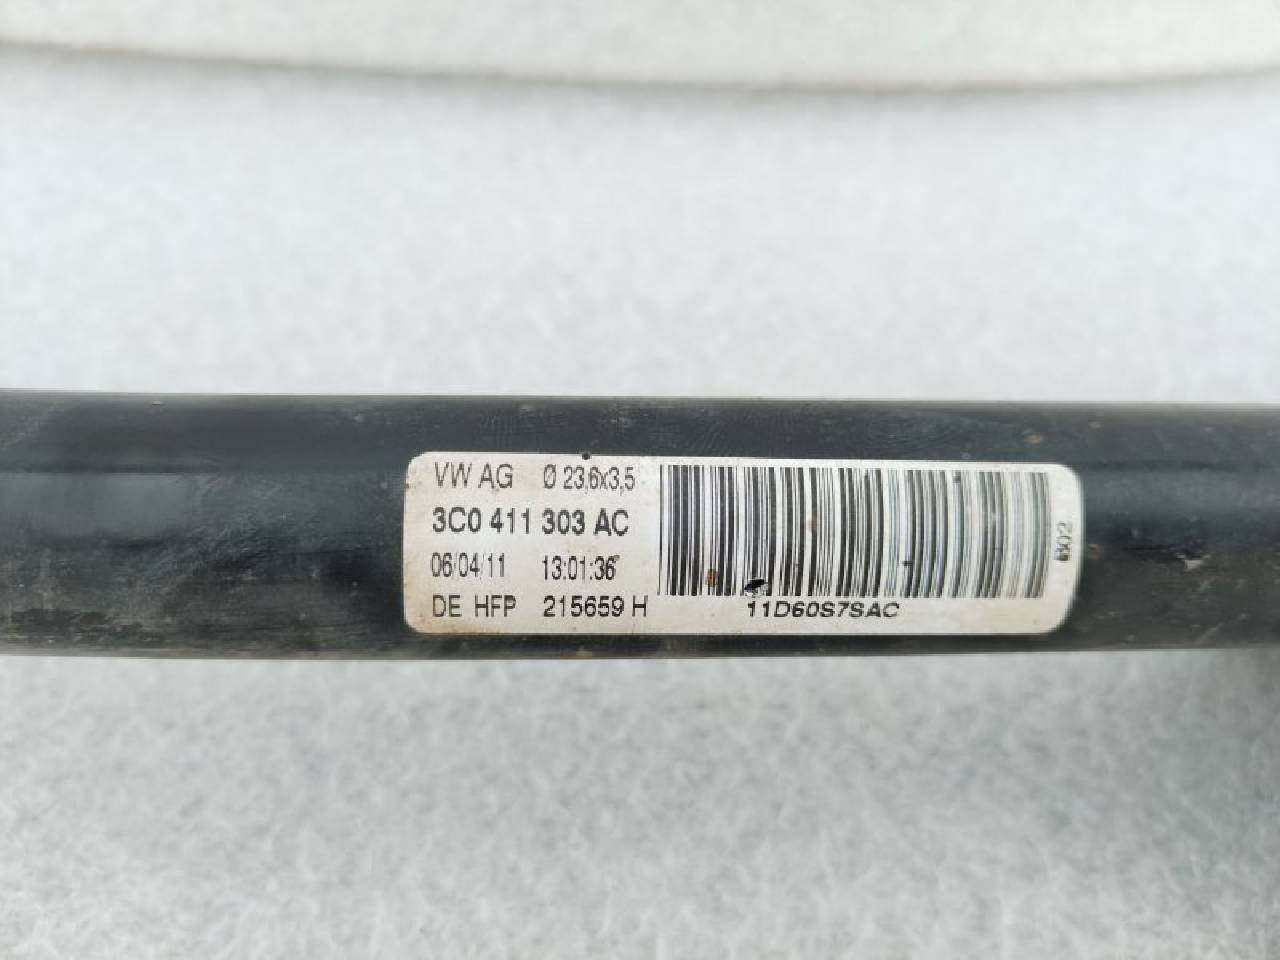 VW AG Ø 23,6x3,5
3C0 411 303 AC
06/04/11 13:01:36
DE HFP 215659 H
11D60S7SAC
602